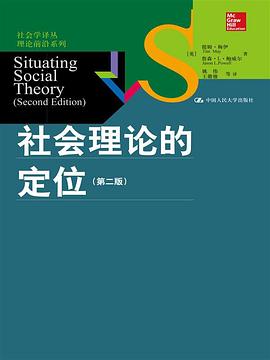 社会学译丛
理论前沿系列
Situating
Social
Theory
(Second Edition)
S
Mc
Graw
Hill
Education
[英]
提姆·梅伊
Tim May
詹森·L·鲍威尔
Jason L.Powell
著
姚伟
王璐雅
等 译
中国人民大学出版社
社会理论的
定位(第二版)